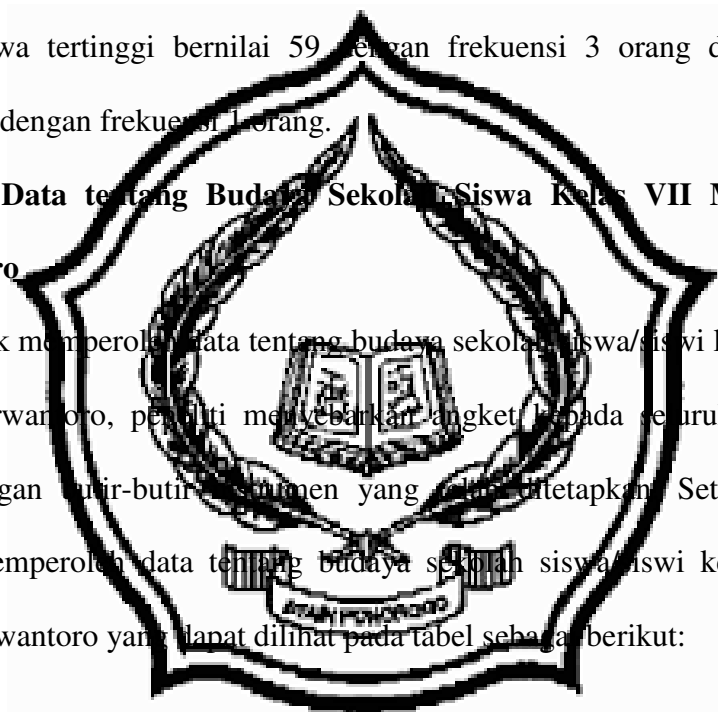 wa tertinggi bernilai 59 dengan frekuensi 3 orang d
dengan frekuensi 1 orang.
Data tentang Budaya Sekolah Siswa Kelas VII M
ro
k memperoleh data tentang budaya sekolah siswa/siswi k
rwantoro, peneliti menyebarkan angket kepada seluru
gan butir-butir instrumen yang telah ditetapkan. Set
emperoleh data tentang budaya sekolah siswa/siswi ke
wantoro yang dapat dilihat pada tabel sebagai berikut:
STAIN PONOROGO